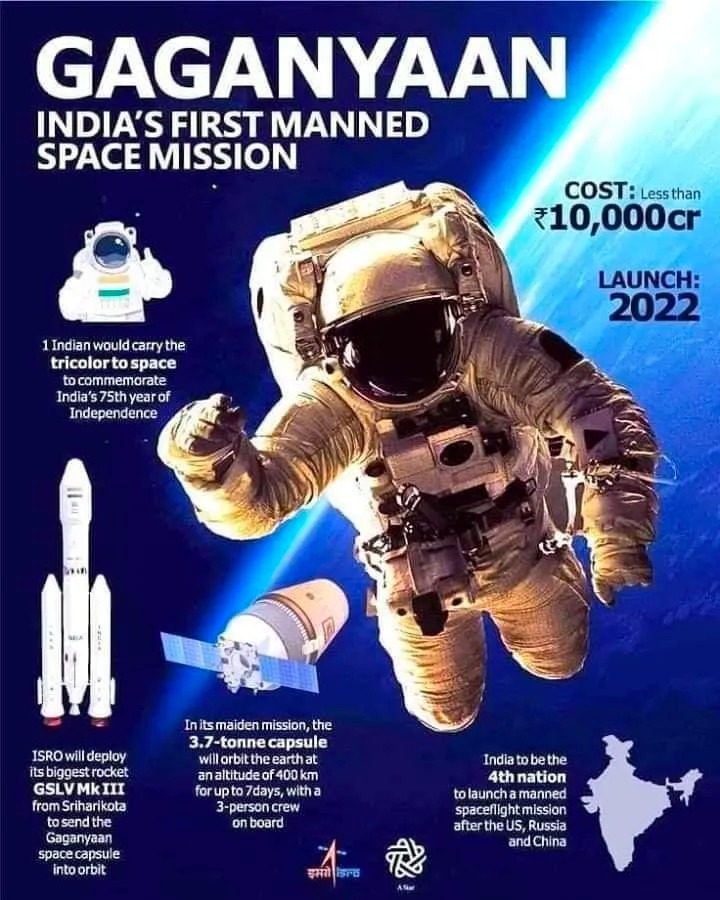 GAGANYAAN
INDIA'S FIRST MANNED
SPACE MISSION
COST: Less than
₹10,000cr
LAUNCH:
2022
1 Indian would carry the
tricolor to space
to commemorate
India's 75th year of
Independence
ISRO will deploy
its biggest rocket
GSLV Mk III
from Sriharikota
to send the
Gaganyaan
space capsule
into orbit
In its maiden mission, the
3.7-tonne capsule
will orbit the earth at
an altitude of 400 km
for up to 7days, with a
3-person crew
on board
India to be the
4th nation
to launch a manned
spaceflight mission
after the US, Russia
and China
इसरो isro